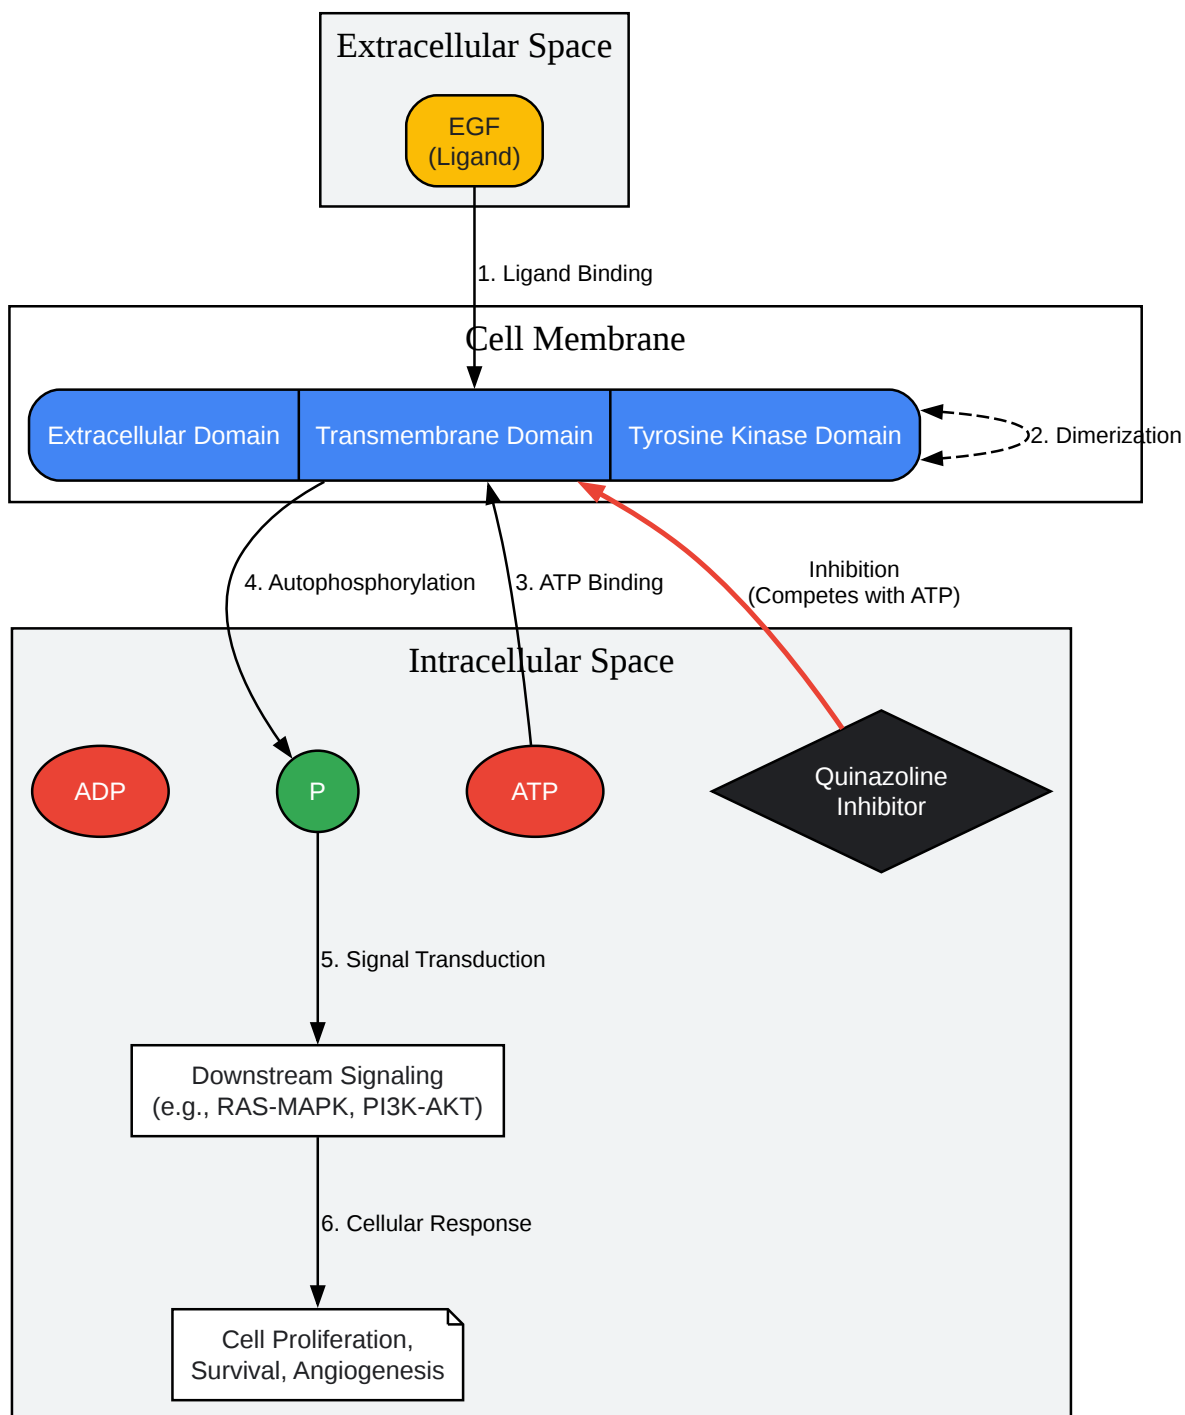 Extracellular Space
EGF
(Ligand)
1. Ligand Binding
Cell Membrane
Extracellular Domain
Transmembrane Domain
Tyrosine Kinase Domain
2. Dimerization
4. Autophosphorylation
3. ATP Binding
Inhibition
(Competes with ATP)
Intracellular Space
ADP
P
ATP
Quinazoline
Inhibitor
5. Signal Transduction
Downstream Signaling
(e.g., RAS-MAPK, PI3K-AKT)
6. Cellular Response
Cell Proliferation,
Survival, Angiogenesis